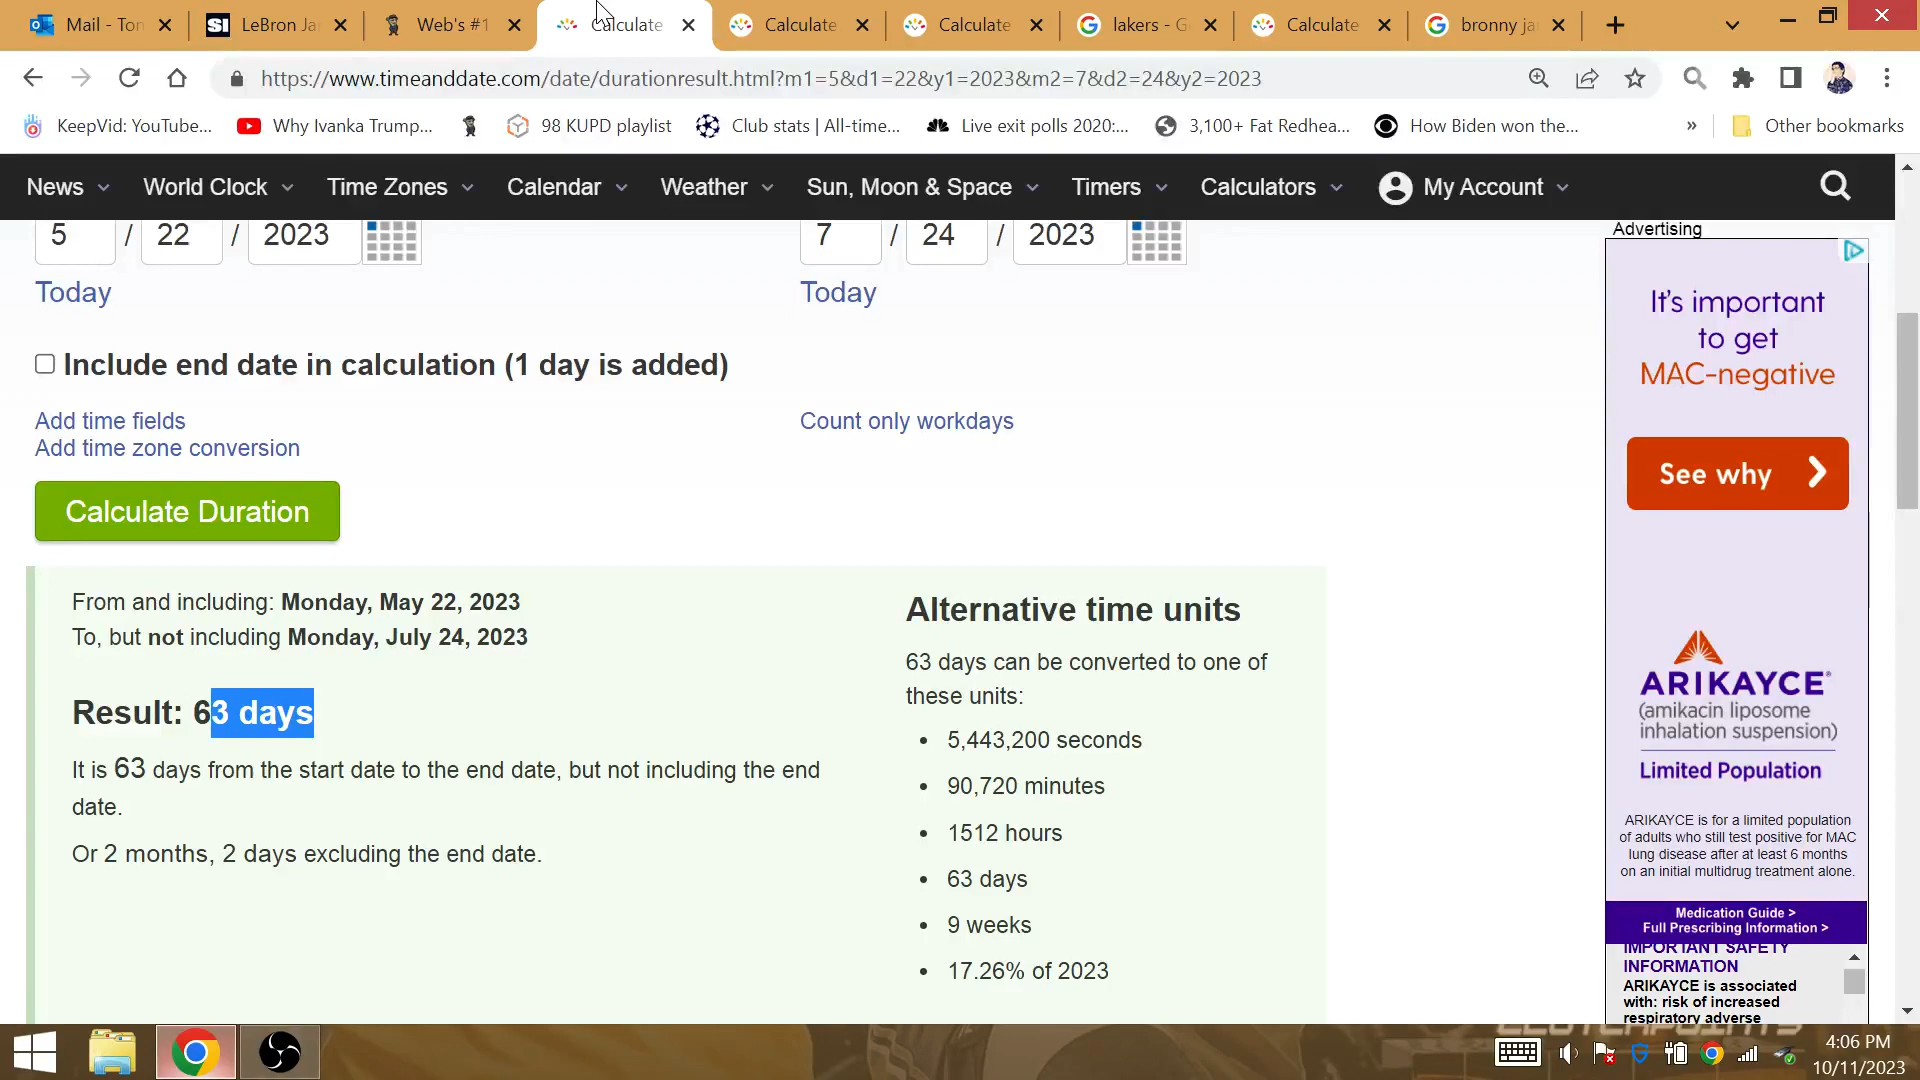 Mail - Ton
LeBron Ja
Web's #1
Calculate
Calculate
Calculate
lakers - G
Calculate
bronny ja
https://www.timeanddate.com/date/durationresult.html?m1=5&d1=22&y1=2023&m2=7&d2=24&y2=2023
KeepVid: YouTube...
Why Ivanka Trump...
98 KUPD playlist
Club stats | All-time...
Live exit polls 2020:...
3,100+ Fat Redhea...
How Biden won the...
»
Other bookmarks
News
World Clock
Time Zones
Calendar
Weather
Sun, Moon & Space
Timers
Calculators
My Account
5 / 22 / 2023
7 / 24 / 2023
Today
Today
Include end date in calculation (1 day is added)
Add time fields
Add time zone conversion
Count only workdays
Calculate Duration
From and including: Monday, May 22, 2023
To, but not including Monday, July 24, 2023
Result: 63 days
It is 63 days from the start date to the end date, but not including the end
date.
Or 2 months, 2 days excluding the end date.
Alternative time units
63 days can be converted to one of
these units:
• 5,443,200 seconds
• 90,720 minutes
• 1512 hours
• 63 days
• 9 weeks
• 17.26% of 2023
Advertising
It's important
to get
MAC-negative
See why
ARIKAYCE®
(amikacin liposome
inhalation suspension)
Limited Population
ARIKAYCE is for a limited population
of adults who still test positive for MAC
lung disease after at least 6 months
on an initial multidrug treatment alone.
Medication Guide >
Full Prescribing Information >
IMPORTANT SAFETY
INFORMATION
ARIKAYCE is associated
with: risk of increased
respiratory adverse
4:06 PM
10/11/2023